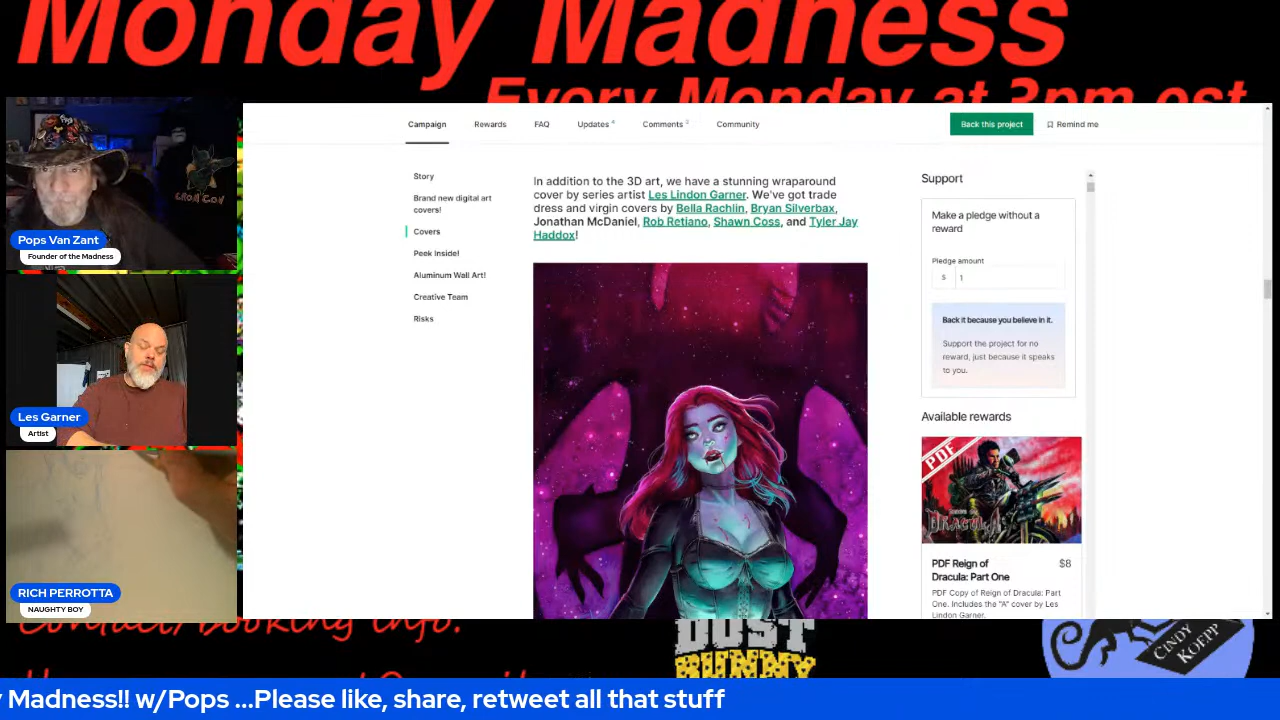 Monday Madness
Every Monday at 3pm est
Campaign Rewards FAQ Updates 4 Comments 2 Community Back this project Remind me
Story
Brand new digital art
covers!
Covers
Peek Inside!
Aluminum Wall Art!
Creative Team
Risks
In addition to the 3D art, we have a stunning wraparound
cover by series artist Les Lindon Garner. We've got trade
dress and virgin covers by Bella Rachlin, Bryan Silverbax,
Jonathan McDaniel, Rob Retiano, Shawn Coss, and Tyler Jay
Haddox!
Support
Make a pledge without a
reward
Pledge amount
$ 1
Back it because you believe in it.
Support the project for no
reward, just because it speaks
to you.
Available rewards
PDF
DRACULA
PDF Reign of
Dracula: Part One
$8
PDF Copy of Reign of Dracula: Part
One. Includes the "A" cover by Les
Lindon Garner.
Pops Van Zant
Founder of the Madness
Les Garner
Artist
RICH PERROTTA
NAUGHTY BOY
Contact/Booking info:
DUST
BUNNY
CINDY
KOEPP
Madness!! w/Pops ...Please like, share, retweet all that stuff